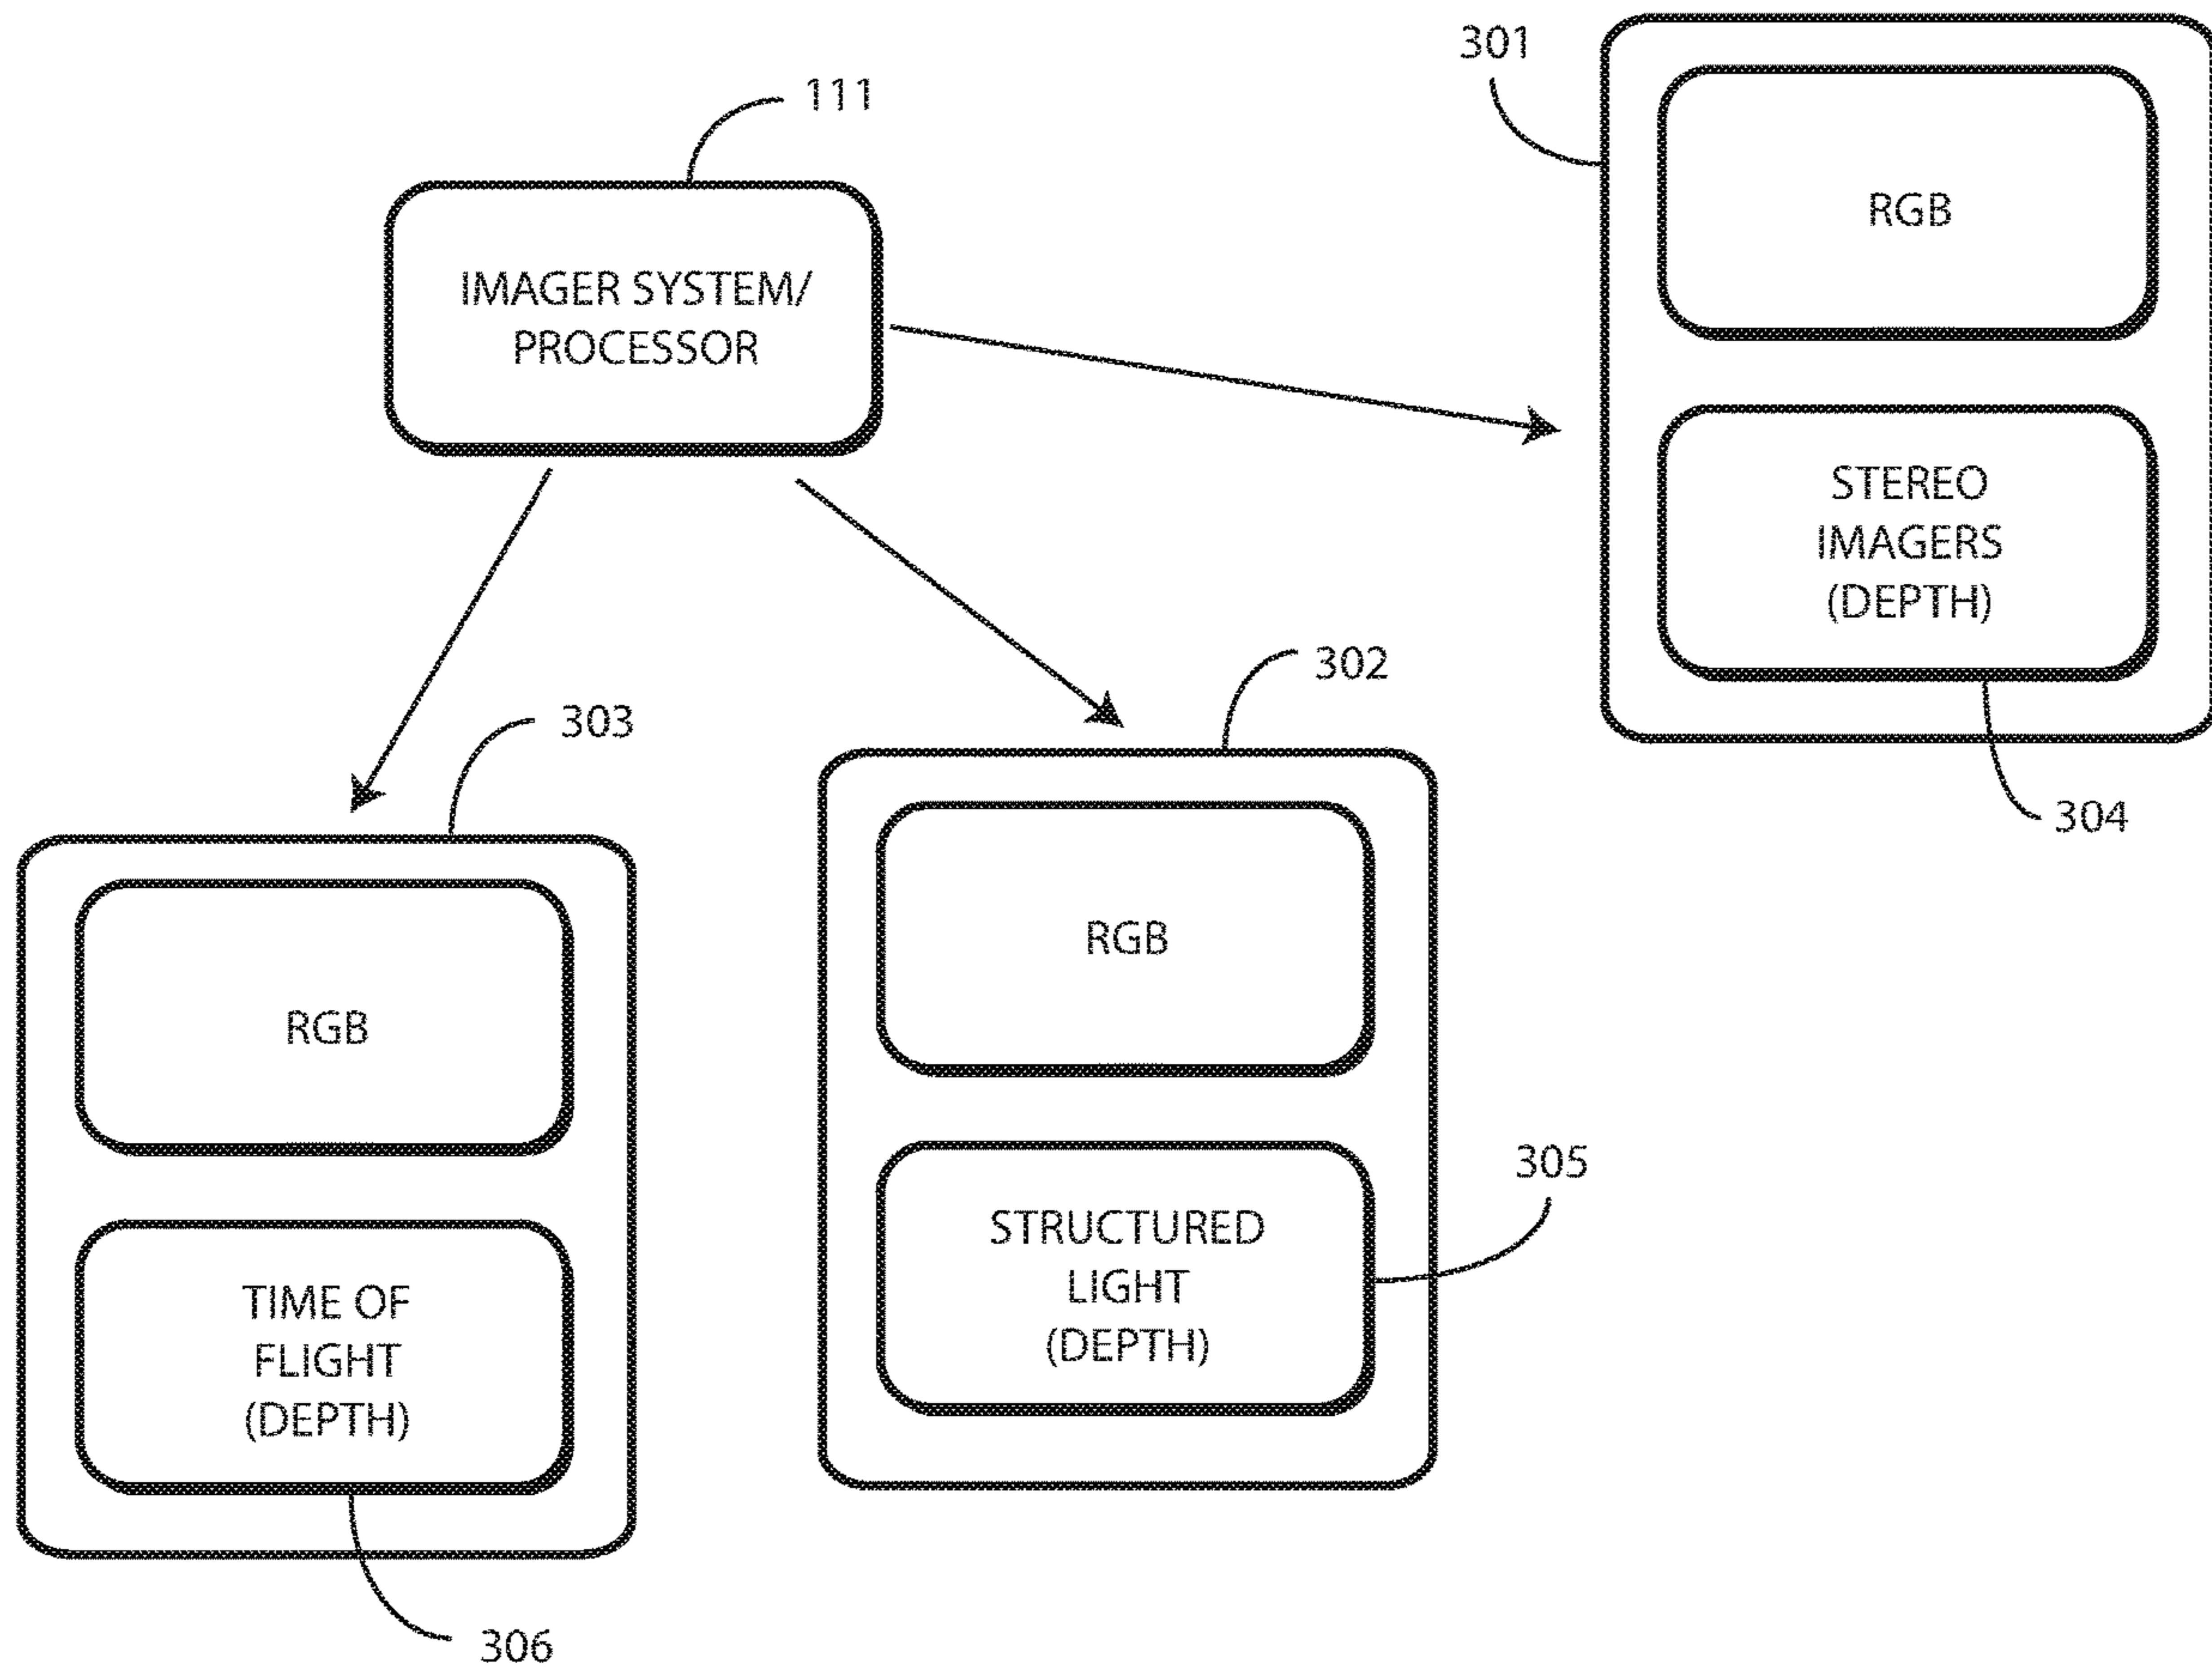 301
RGB
STEREO
IMAGERS
(DEPTH)
304
111
IMAGER SYSTEM/
PROCESSOR
302
RGB
STRUCTURED
LIGHT
(DEPTH)
305
303
RGB
TIME OF
FLIGHT
(DEPTH)
306